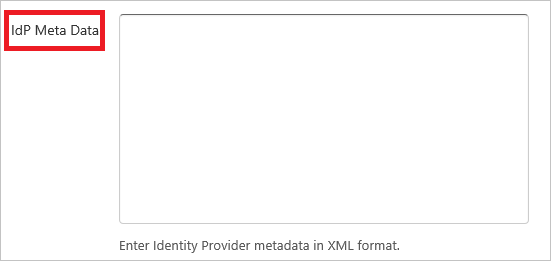 IdP Meta Data
Enter Identity Provider metadata in XML format.